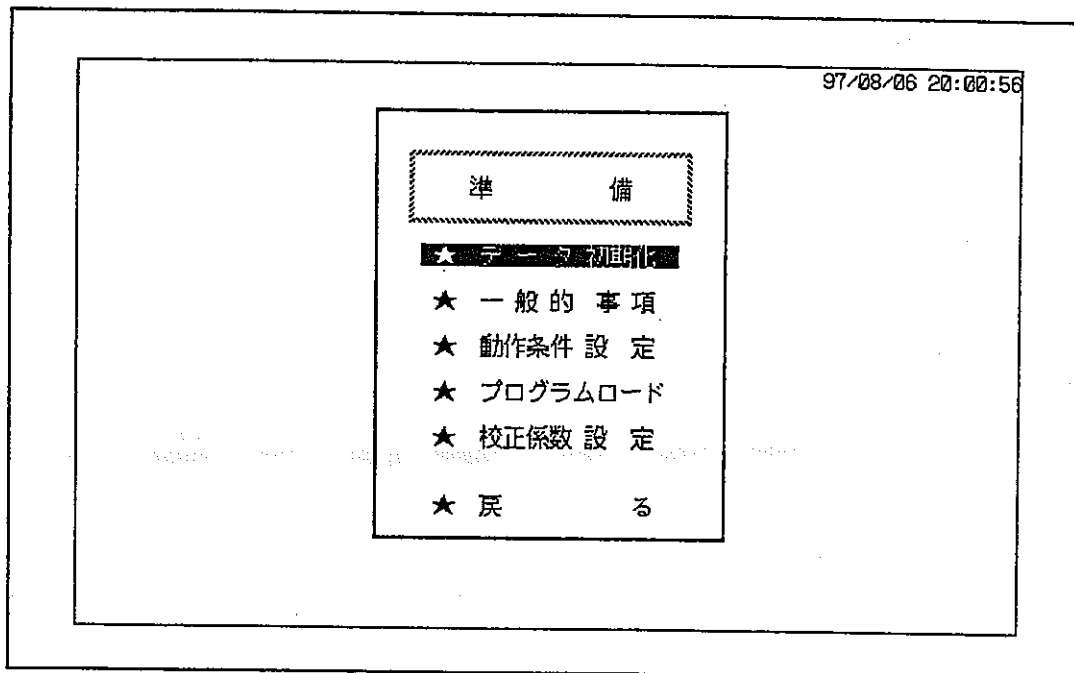 97/08/06 20:00:56
準 備
★ データ初期化
★ 一般的 事項
★ 動作条件 設 定
★ プログラムロード
★ 校正係数 設 定
★ 戻 る